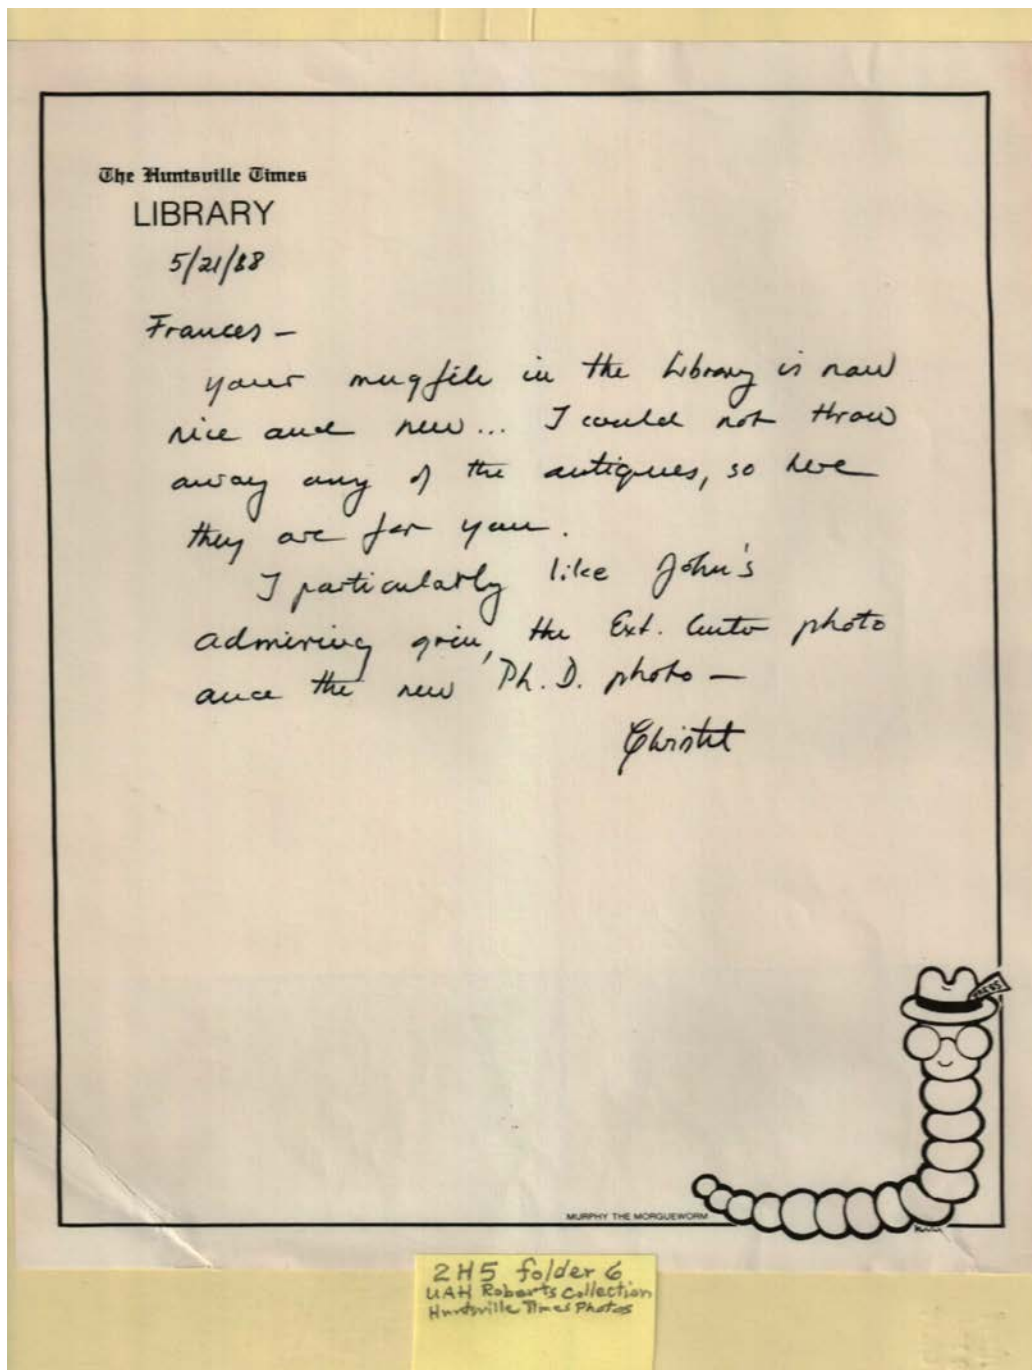 The Huntsville Times
LIBRARY
5/21/88
Frances –
your mugfile in the Library is now
nice and new... I could not throw
away any of the antiques, so here
they are for you.
I particularly like John's
admiring grin, the Ext. Center photo
and the new Ph. D. photo –
Christel
PRESS
MURPHY THE MORGUEWORM
2H5 folder 6
UAH Roberts Collection
Huntsville Times Photos